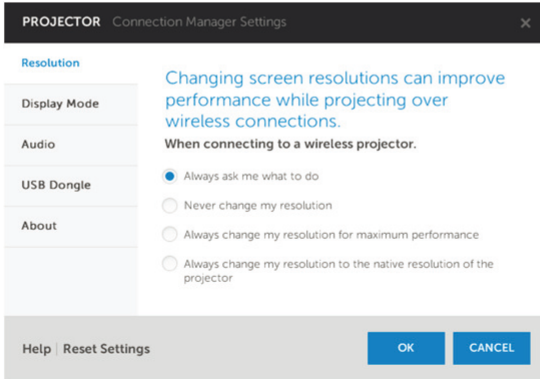 PROJECTOR Connection Manager Settings
Resolution
Display Mode
Audio
USB Dongle
About
Changing screen resolutions can improve
performance while projecting over
wireless connections.
When connecting to a wireless projector.
Always ask me what to do
Never change my resolution
Always change my resolution for maximum performance
Always change my resolution to the native resolution of the
projector
Help | Reset Settings
OK
CANCEL